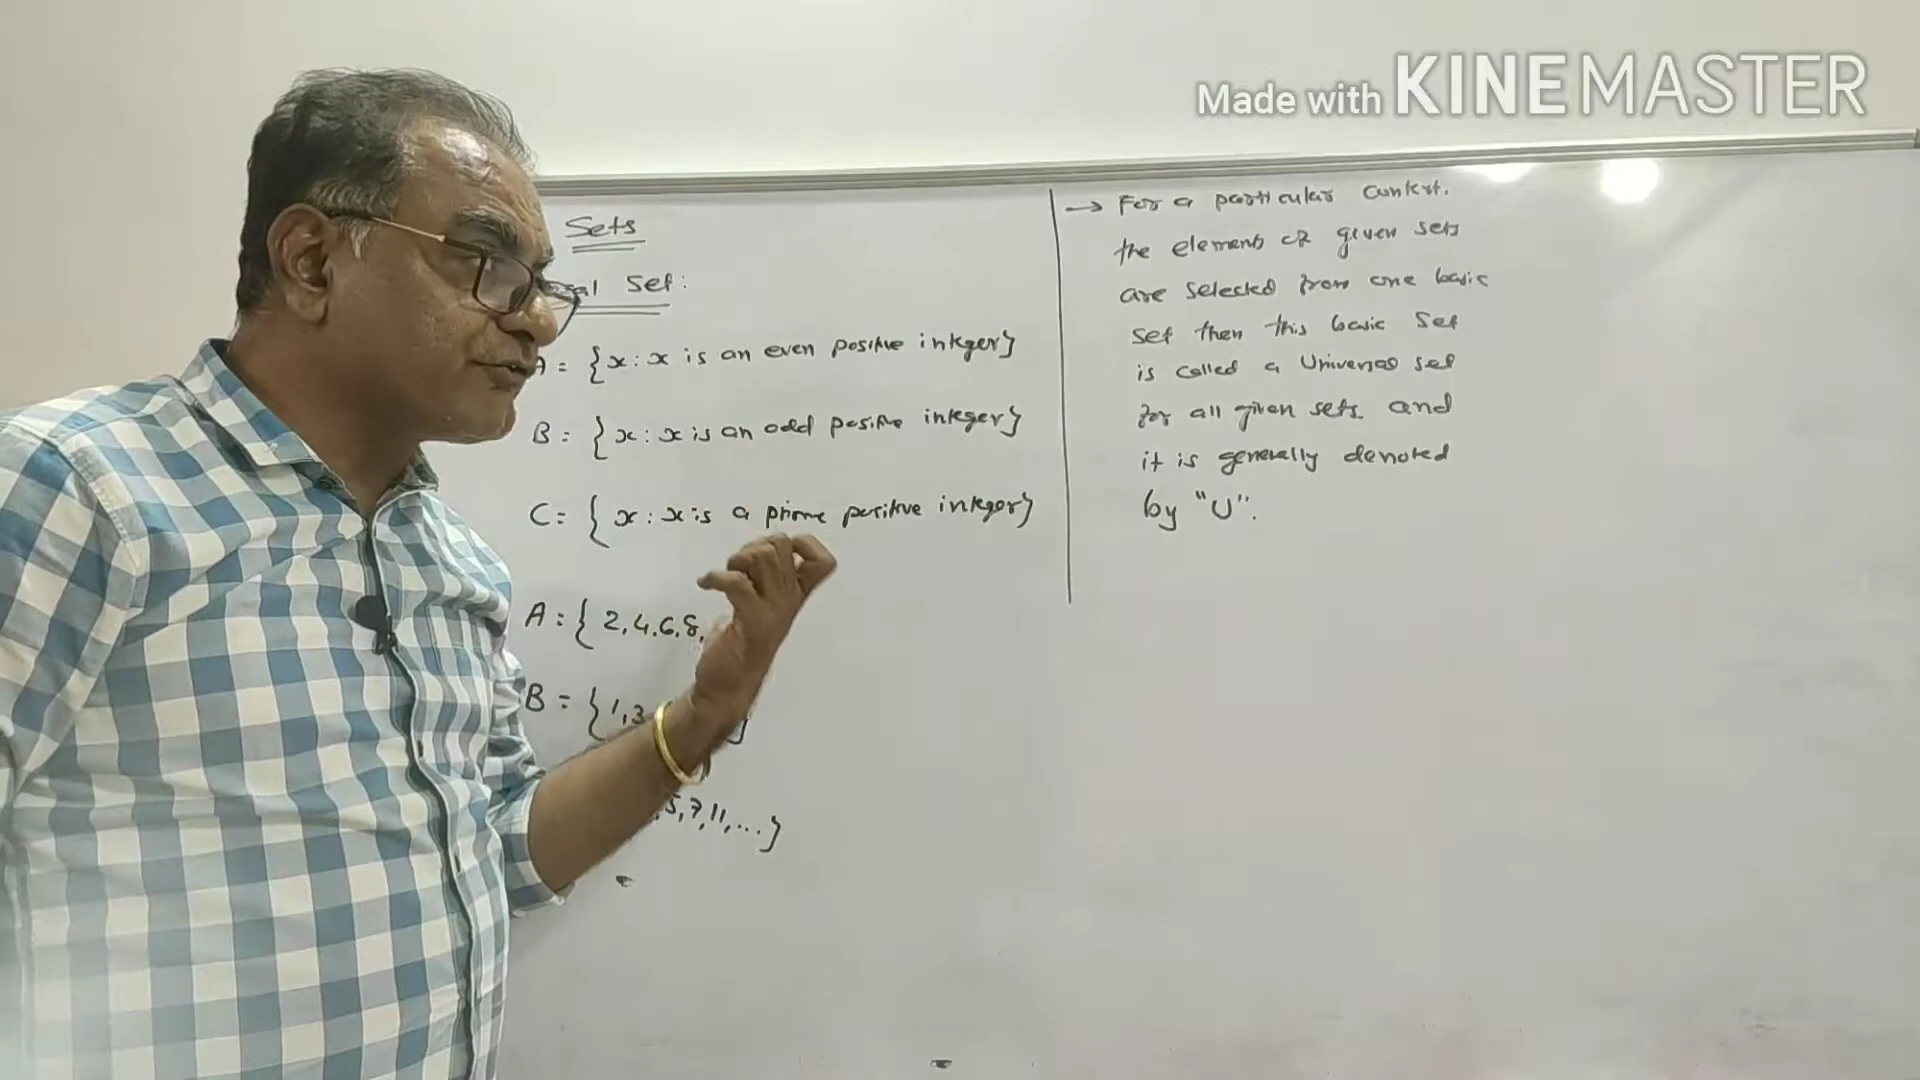 Made with KINEMASTER
Sets
sal Set:
A = {x : x is an even positive integer}
B = {x : x is an odd positive integer}
C = {x : x is a prime positive integer}
A = { 2, 4, 6, 8,
B = { 1, 3
, 5, 7, 11, ... }
→ For a particular context.
the elements of given sets
are selected from one basic
set then this basic set
is called a Universal set
for all given sets and
it is generally denoted
by "U".